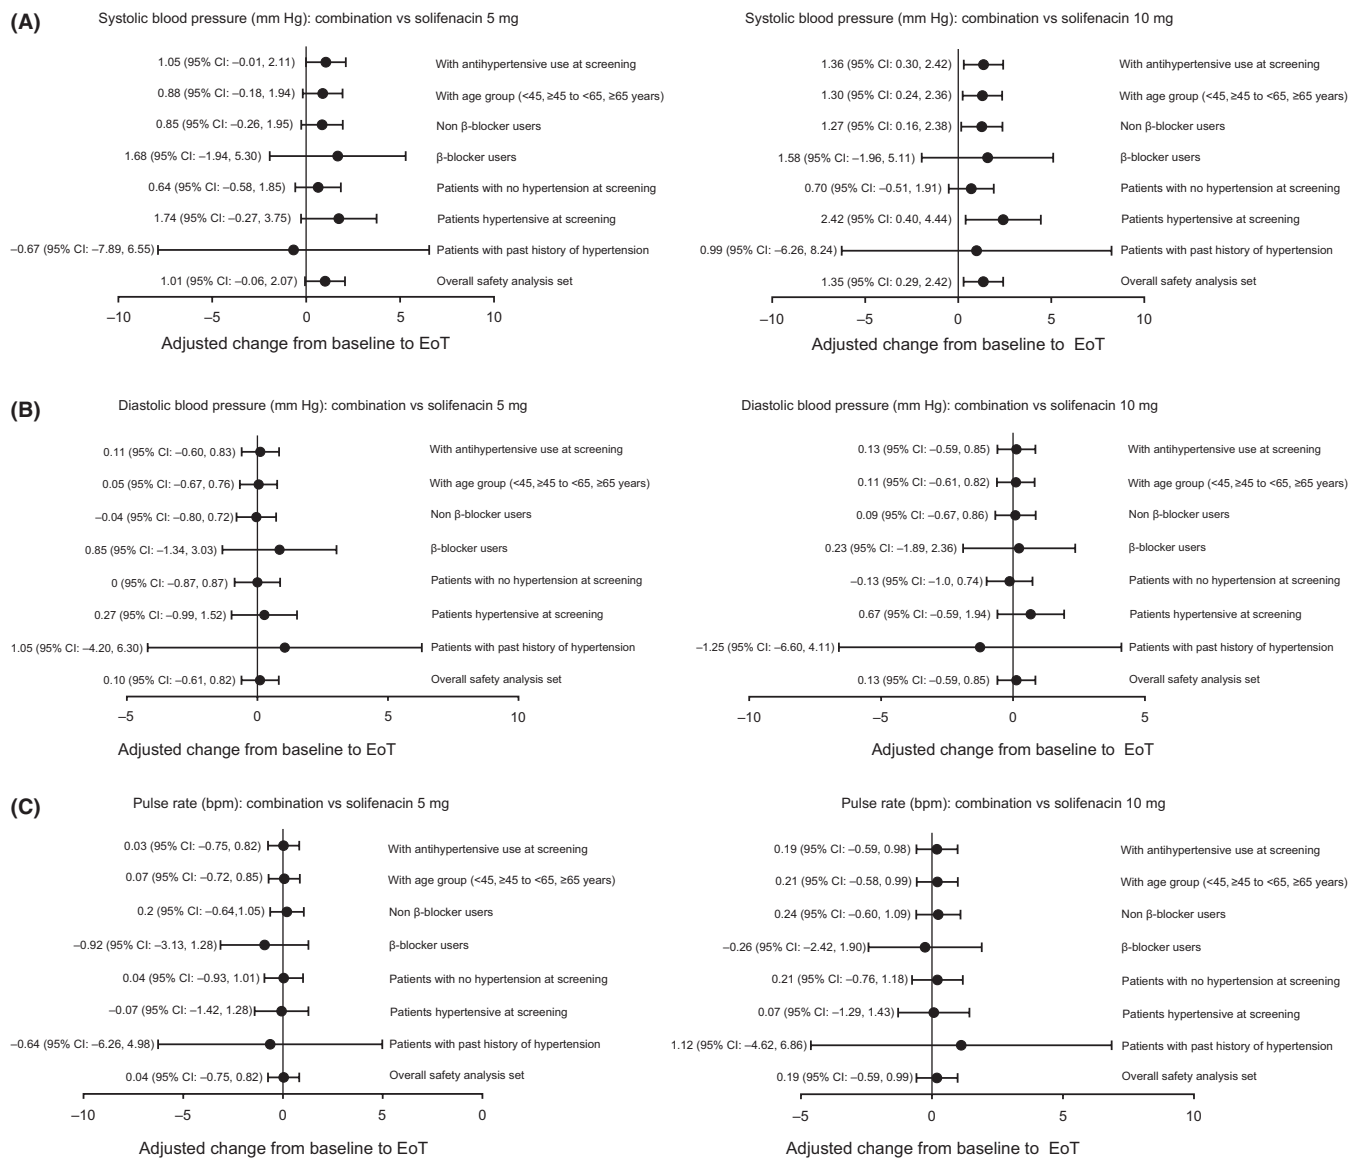 (A)
Systolic blood pressure (mm Hg): combination vs solifenacin 5 mg
1.05 (95% CI: –0.01, 2.11) With antihypertensive use at screening
0.88 (95% CI: –0.18, 1.94) With age group (<45, ≥45 to <65, ≥65 years)
0.85 (95% CI: –0.26, 1.95) Non β-blocker users
1.68 (95% CI: –1.94, 5.30) β-blocker users
0.64 (95% CI: –0.58, 1.85) Patients with no hypertension at screening
1.74 (95% CI: –0.27, 3.75) Patients hypertensive at screening
–0.67 (95% CI: –7.89, 6.55) Patients with past history of hypertension
1.01 (95% CI: –0.06, 2.07) Overall safety analysis set
–10 –5 0 5 10
Adjusted change from baseline to EoT
Systolic blood pressure (mm Hg): combination vs solifenacin 10 mg
1.36 (95% CI: 0.30, 2.42) With antihypertensive use at screening
1.30 (95% CI: 0.24, 2.36) With age group (<45, ≥45 to <65, ≥65 years)
1.27 (95% CI: 0.16, 2.38) Non β-blocker users
1.58 (95% CI: –1.96, 5.11) β-blocker users
0.70 (95% CI: –0.51, 1.91) Patients with no hypertension at screening
2.42 (95% CI: 0.40, 4.44) Patients hypertensive at screening
0.99 (95% CI: –6.26, 8.24) Patients with past history of hypertension
1.35 (95% CI: 0.29, 2.42) Overall safety analysis set
–10 –5 0 5 10
Adjusted change from baseline to EoT
(B)
Diastolic blood pressure (mm Hg): combination vs solifenacin 5 mg
0.11 (95% CI: –0.60, 0.83) With antihypertensive use at screening
0.05 (95% CI: –0.67, 0.76) With age group (<45, ≥45 to <65, ≥65 years)
–0.04 (95% CI: –0.80, 0.72) Non β-blocker users
0.85 (95% CI: –1.34, 3.03) β-blocker users
0 (95% CI: –0.87, 0.87) Patients with no hypertension at screening
0.27 (95% CI: –0.99, 1.52) Patients hypertensive at screening
1.05 (95% CI: –4.20, 6.30) Patients with past history of hypertension
0.10 (95% CI: –0.61, 0.82) Overall safety analysis set
–5 0 5 10
Adjusted change from baseline to EoT
Diastolic blood pressure (mm Hg): combination vs solifenacin 10 mg
0.13 (95% CI: –0.59, 0.85) With antihypertensive use at screening
0.11 (95% CI: –0.61, 0.82) With age group (<45, ≥45 to <65, ≥65 years)
0.09 (95% CI: –0.67, 0.86) Non β-blocker users
0.23 (95% CI: –1.89, 2.36) β-blocker users
–0.13 (95% CI: –1.0, 0.74) Patients with no hypertension at screening
0.67 (95% CI: –0.59, 1.94) Patients hypertensive at screening
–1.25 (95% CI: –6.60, 4.11) Patients with past history of hypertension
0.13 (95% CI: –0.59, 0.85) Overall safety analysis set
–10 –5 0 5
Adjusted change from baseline to EoT
(C)
Pulse rate (bpm): combination vs solifenacin 5 mg
0.03 (95% CI: –0.75, 0.82) With antihypertensive use at screening
0.07 (95% CI: –0.72, 0.85) With age group (<45, ≥45 to <65, ≥65 years)
0.2 (95% CI: –0.64,1.05) Non β-blocker users
–0.92 (95% CI: –3.13, 1.28) β-blocker users
0.04 (95% CI: –0.93, 1.01) Patients with no hypertension at screening
–0.07 (95% CI: –1.42, 1.28) Patients hypertensive at screening
–0.64 (95% CI: –6.26, 4.98) Patients with past history of hypertension
0.04 (95% CI: –0.75, 0.82) Overall safety analysis set
–10 –5 0 5 0
Adjusted change from baseline to EoT
Pulse rate (bpm): combination vs solifenacin 10 mg
0.19 (95% CI: –0.59, 0.98) With antihypertensive use at screening
0.21 (95% CI: –0.58, 0.99) With age group (<45, ≥45 to <65, ≥65 years)
0.24 (95% CI: –0.60, 1.09) Non β-blocker users
–0.26 (95% CI: –2.42, 1.90) β-blocker users
0.21 (95% CI: –0.76, 1.18) Patients with no hypertension at screening
0.07 (95% CI: –1.29, 1.43) Patients hypertensive at screening
1.12 (95% CI: –4.62, 6.86) Patients with past history of hypertension
0.19 (95% CI: –0.59, 0.99) Overall safety analysis set
–5 0 5 10
Adjusted change from baseline to EoT